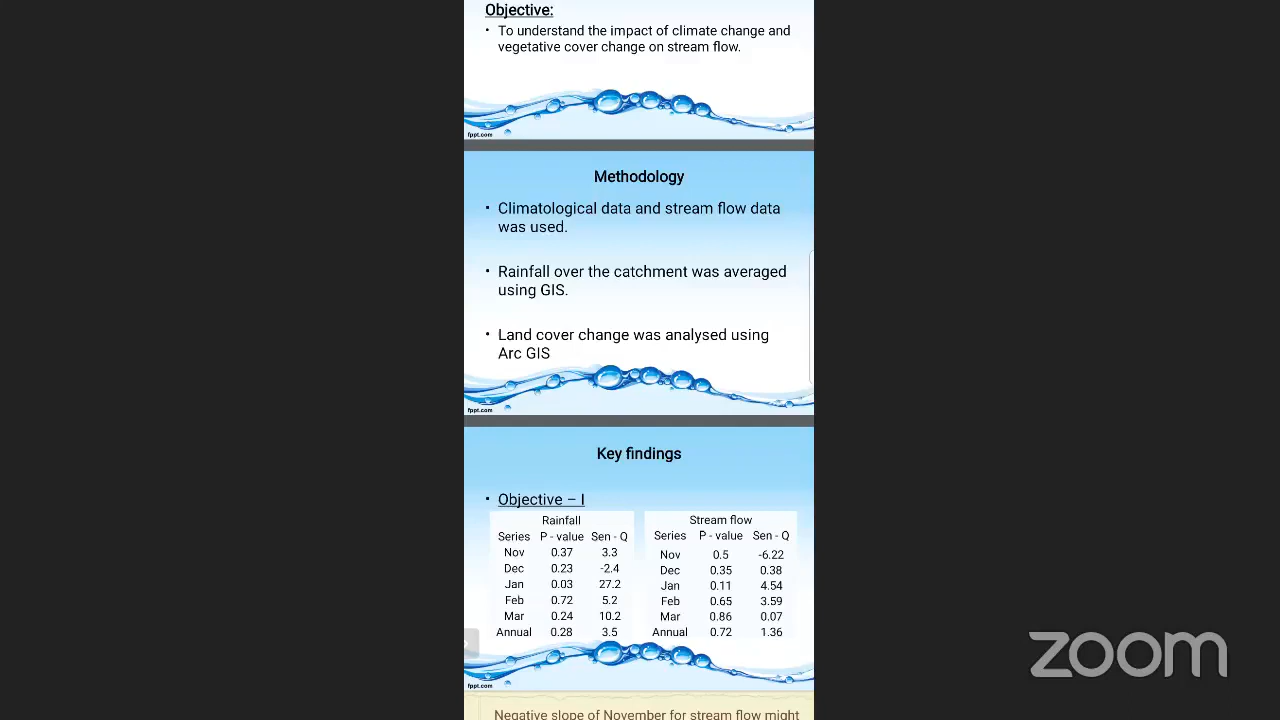 Objective:
• To understand the impact of climate change and
vegetative cover change on stream flow.
fppt.com
Methodology
• Climatological data and stream flow data
was used.
• Rainfall over the catchment was averaged
using GIS.
• Land cover change was analysed using
Arc GIS
fppt.com
Key findings
• Objective – I
Rainfall
Series P - value Sen - Q
Nov 0.37 3.3
Dec 0.23 -2.4
Jan 0.03 27.2
Feb 0.72 5.2
Mar 0.24 10.2
Annual 0.28 3.5
Stream flow
Series P - value Sen - Q
Nov 0.5 -6.22
Dec 0.35 0.38
Jan 0.11 4.54
Feb 0.65 3.59
Mar 0.86 0.07
Annual 0.72 1.36
fppt.com
Negative slope of November for stream flow might
zoom